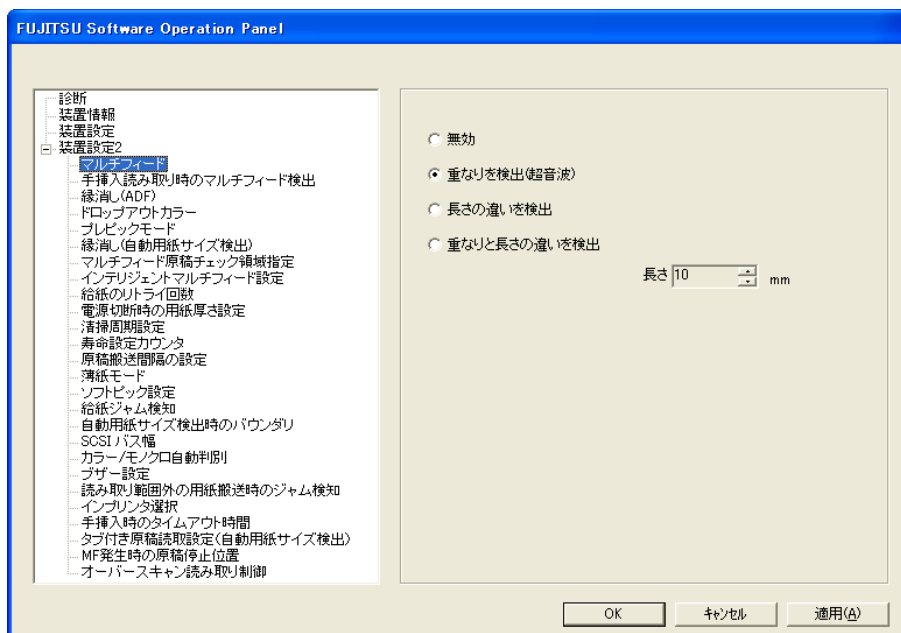 FUJITSU Software Operation Panel
診断
装置情報
装置設定
装置設定2
マルチフィード
手挿入読み取り時のマルチフィード検出
縁消し(ADF)
ドロップアウトカラー
プレピックモード
縁消し(自動用紙サイズ検出)
マルチフィード原稿チェック領域指定
インテリジェントマルチフィード設定
給紙のリトライ回数
電源切断時の用紙厚さ設定
清掃周期設定
寿命設定カウンタ
原稿搬送間隔の設定
薄紙モード
ソフトピック設定
給紙ジャム検知
自動用紙サイズ検出時のバウンダリ
SCSI バス幅
カラー/モノクロ自動判別
ブザー設定
読み取り範囲外の用紙搬送時のジャム検知
インプリンタ選択
手挿入時のタイムアウト時間
タブ付き原稿読取設定(自動用紙サイズ検出)
MF発生時の原稿停止位置
オーバースキャン読み取り制御
無効
重なりを検出(超音波)
長さの違いを検出
重なりと長さの違いを検出
長さ 10 mm
OK キャンセル 適用(A)